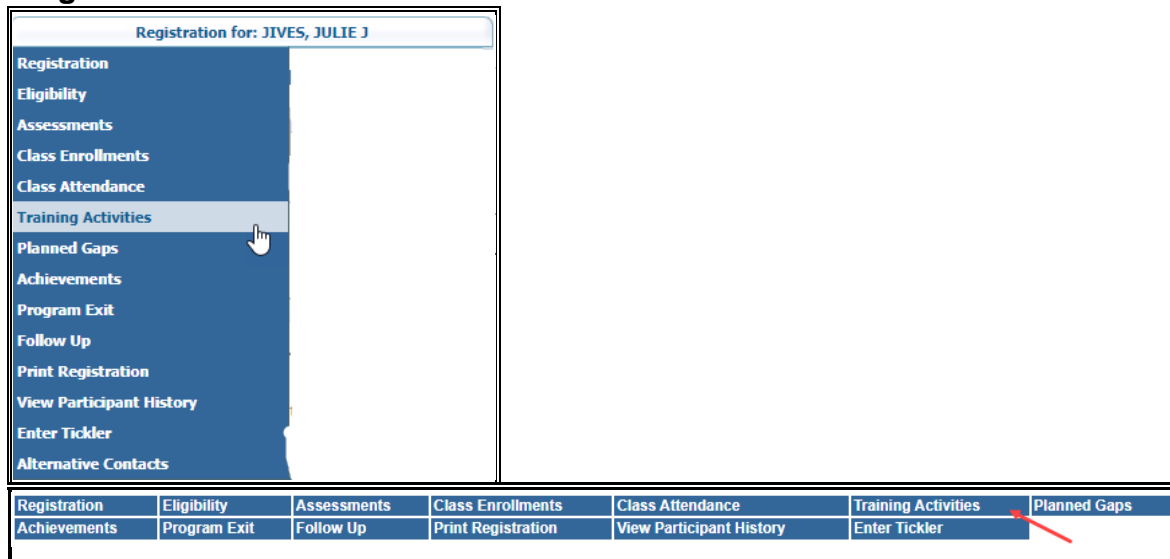 Registration for: JIVES, JULIE J
Registration
Eligibility
Assessments
Class Enrollments
Class Attendance
Training Activities
Planned Gaps
Achievements
Program Exit
Follow Up
Print Registration
View Participant History
Enter Tickler
Alternative Contacts
Registration Eligibility Assessments Class Enrollments Class Attendance Training Activities Planned Gaps
Achievements Program Exit Follow Up Print Registration View Participant History Enter Tickler